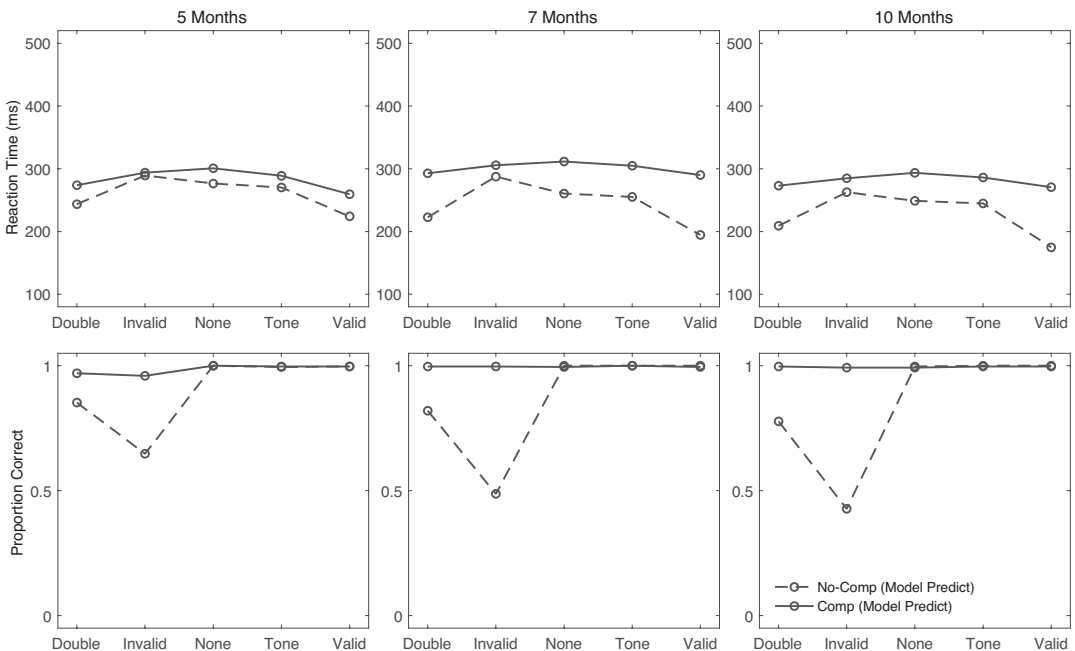 5 Months
7 Months
10 Months
Reaction Time (ms)
500
400
300
200
100
500
400
300
200
100
500
400
300
200
100
Double Invalid None Tone Valid
Double Invalid None Tone Valid
Double Invalid None Tone Valid
Proportion Correct
1
0.5
0
1
0.5
0
1
0.5
0
No-Comp (Model Predict)
Comp (Model Predict)
Double Invalid None Tone Valid
Double Invalid None Tone Valid
Double Invalid None Tone Valid